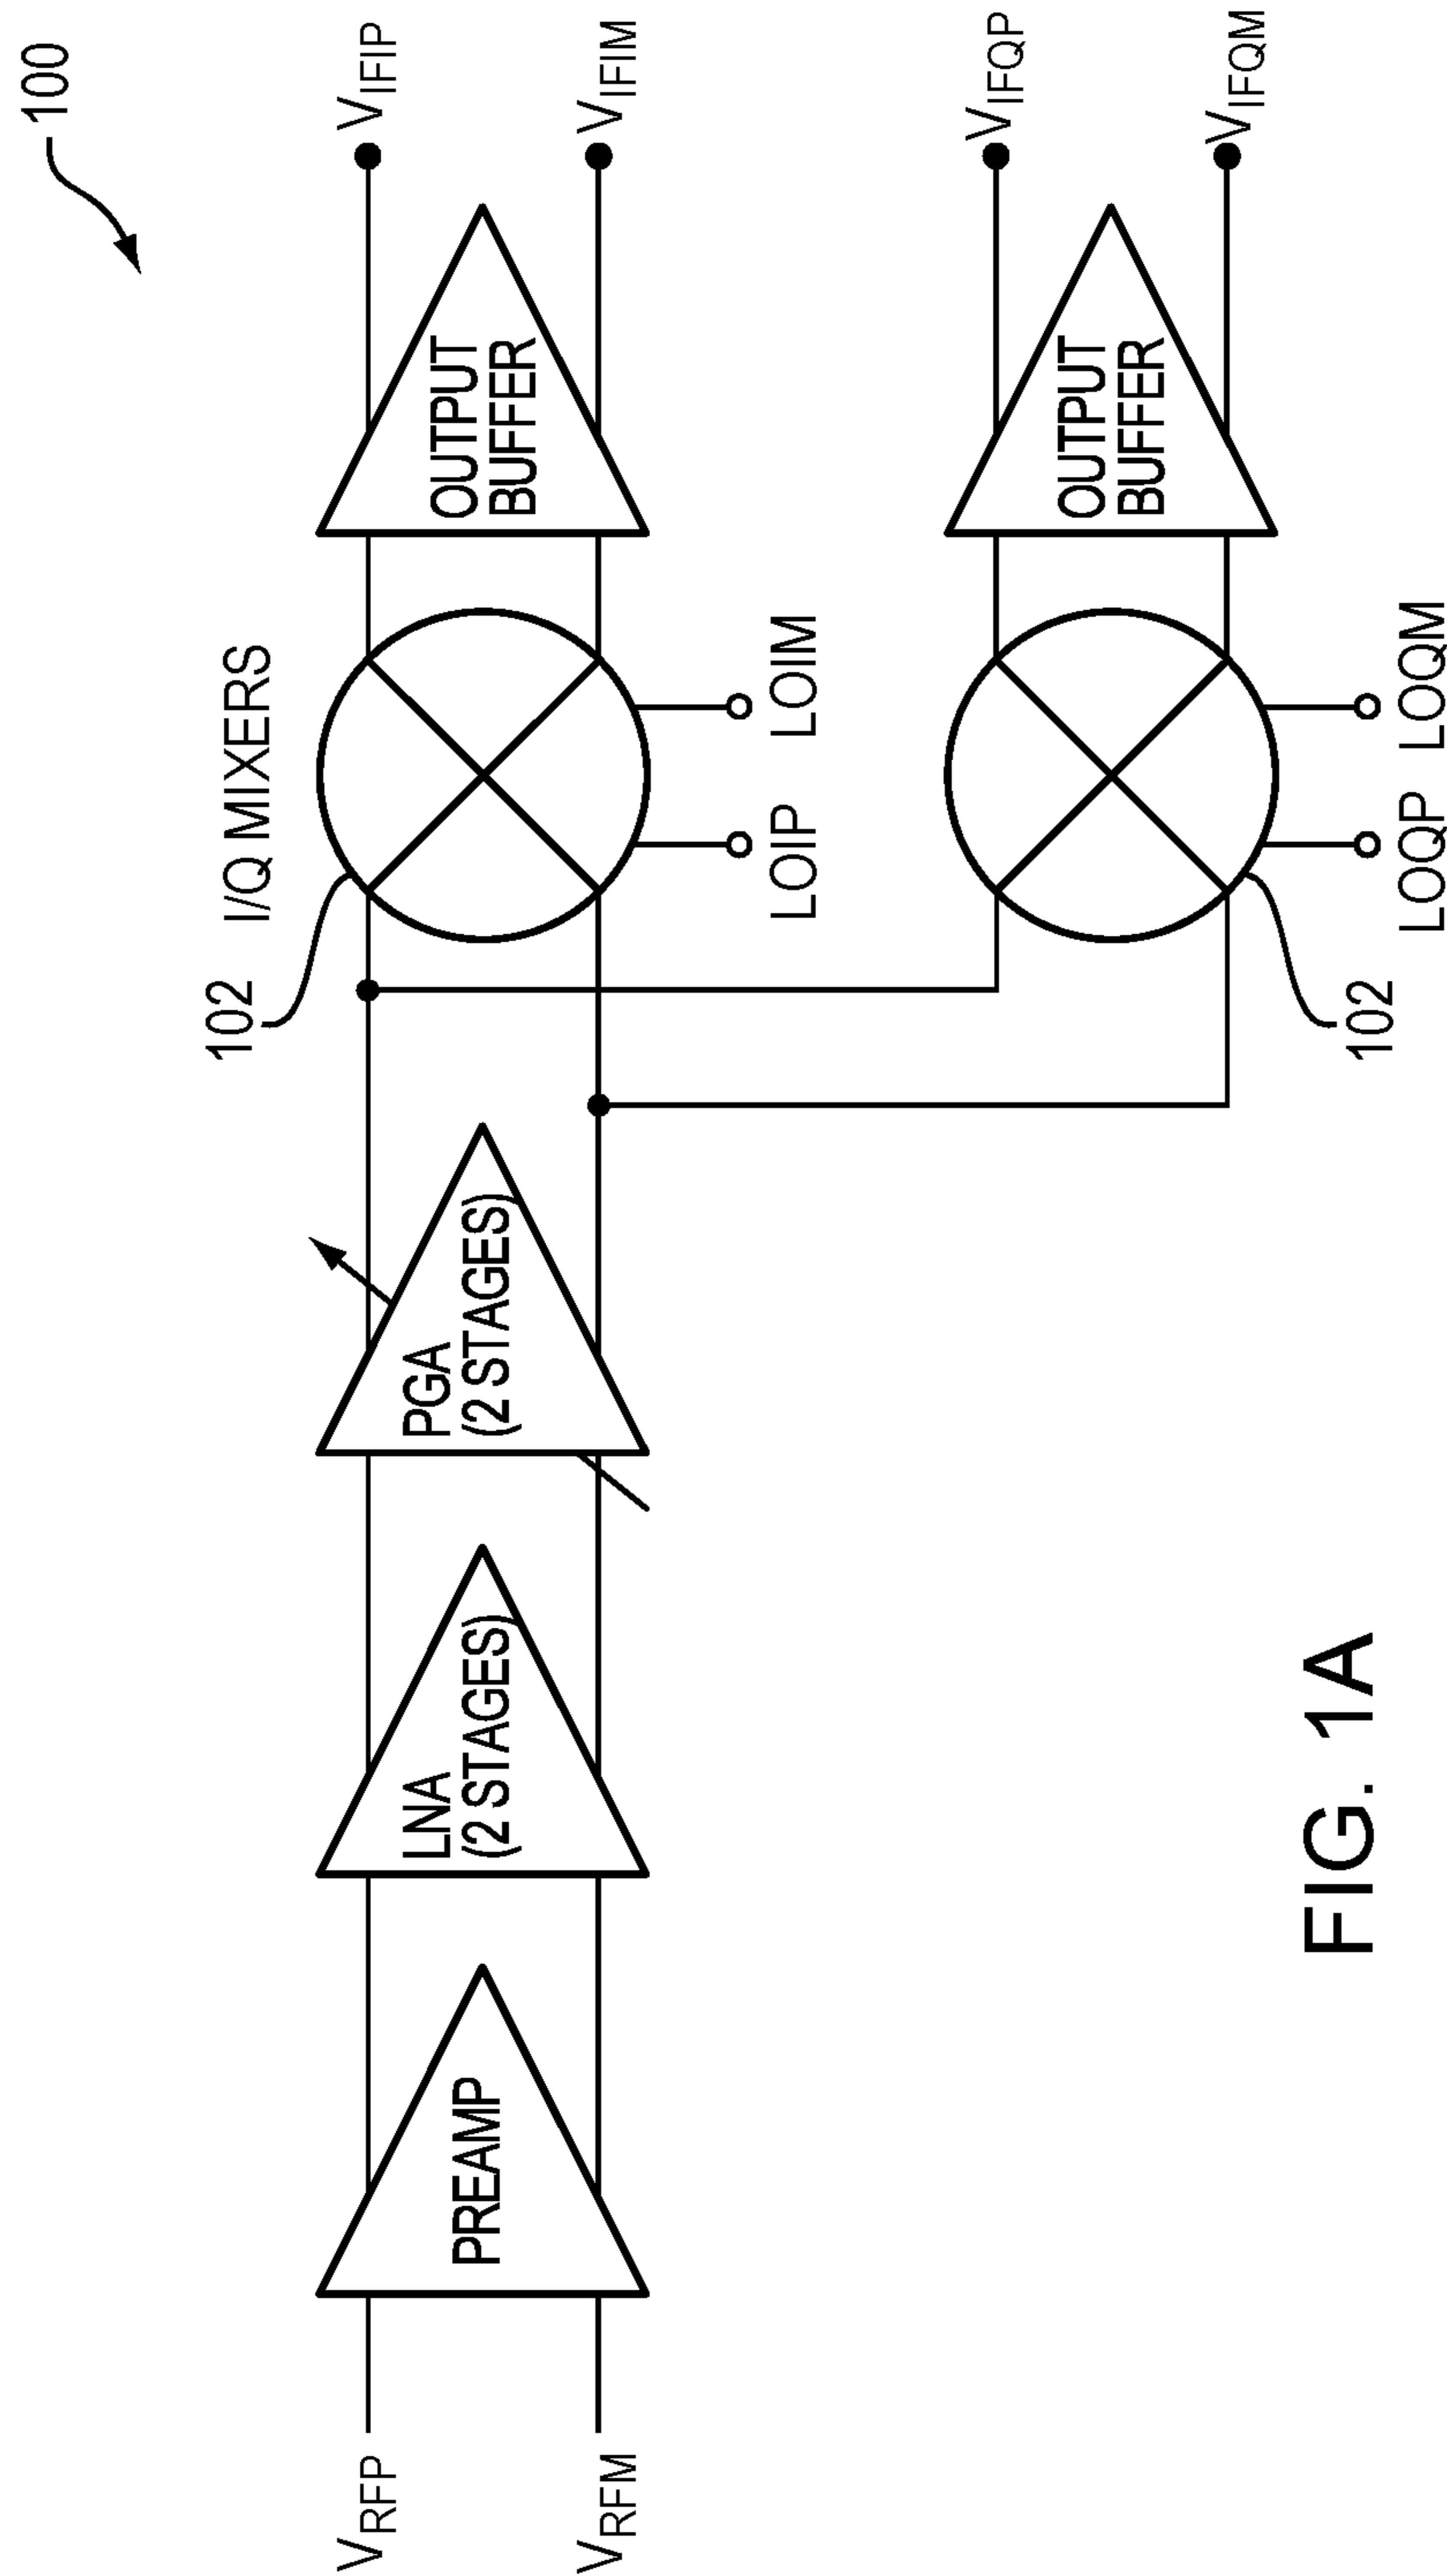 100
I/Q MIXERS
102
V_RFP
V_RFM
PREAMP
LNA
(2 STAGES)
PGA
(2 STAGES)
OUTPUT
BUFFER
V_IFIP
V_IFIM
LOIP
LOIM
OUTPUT
BUFFER
V_IFQP
V_IFQM
102
LOQP
LOQM
FIG. 1A